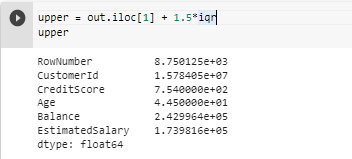 upper = out.iloc[1] + 1.5*iqr
upper
RowNumber 8.750125e+03
CustomerId 1.578405e+07
CreditScore 7.540000e+02
Age 4.450000e+01
Balance 2.429964e+05
EstimatedSalary 1.739816e+05
dtype: float64